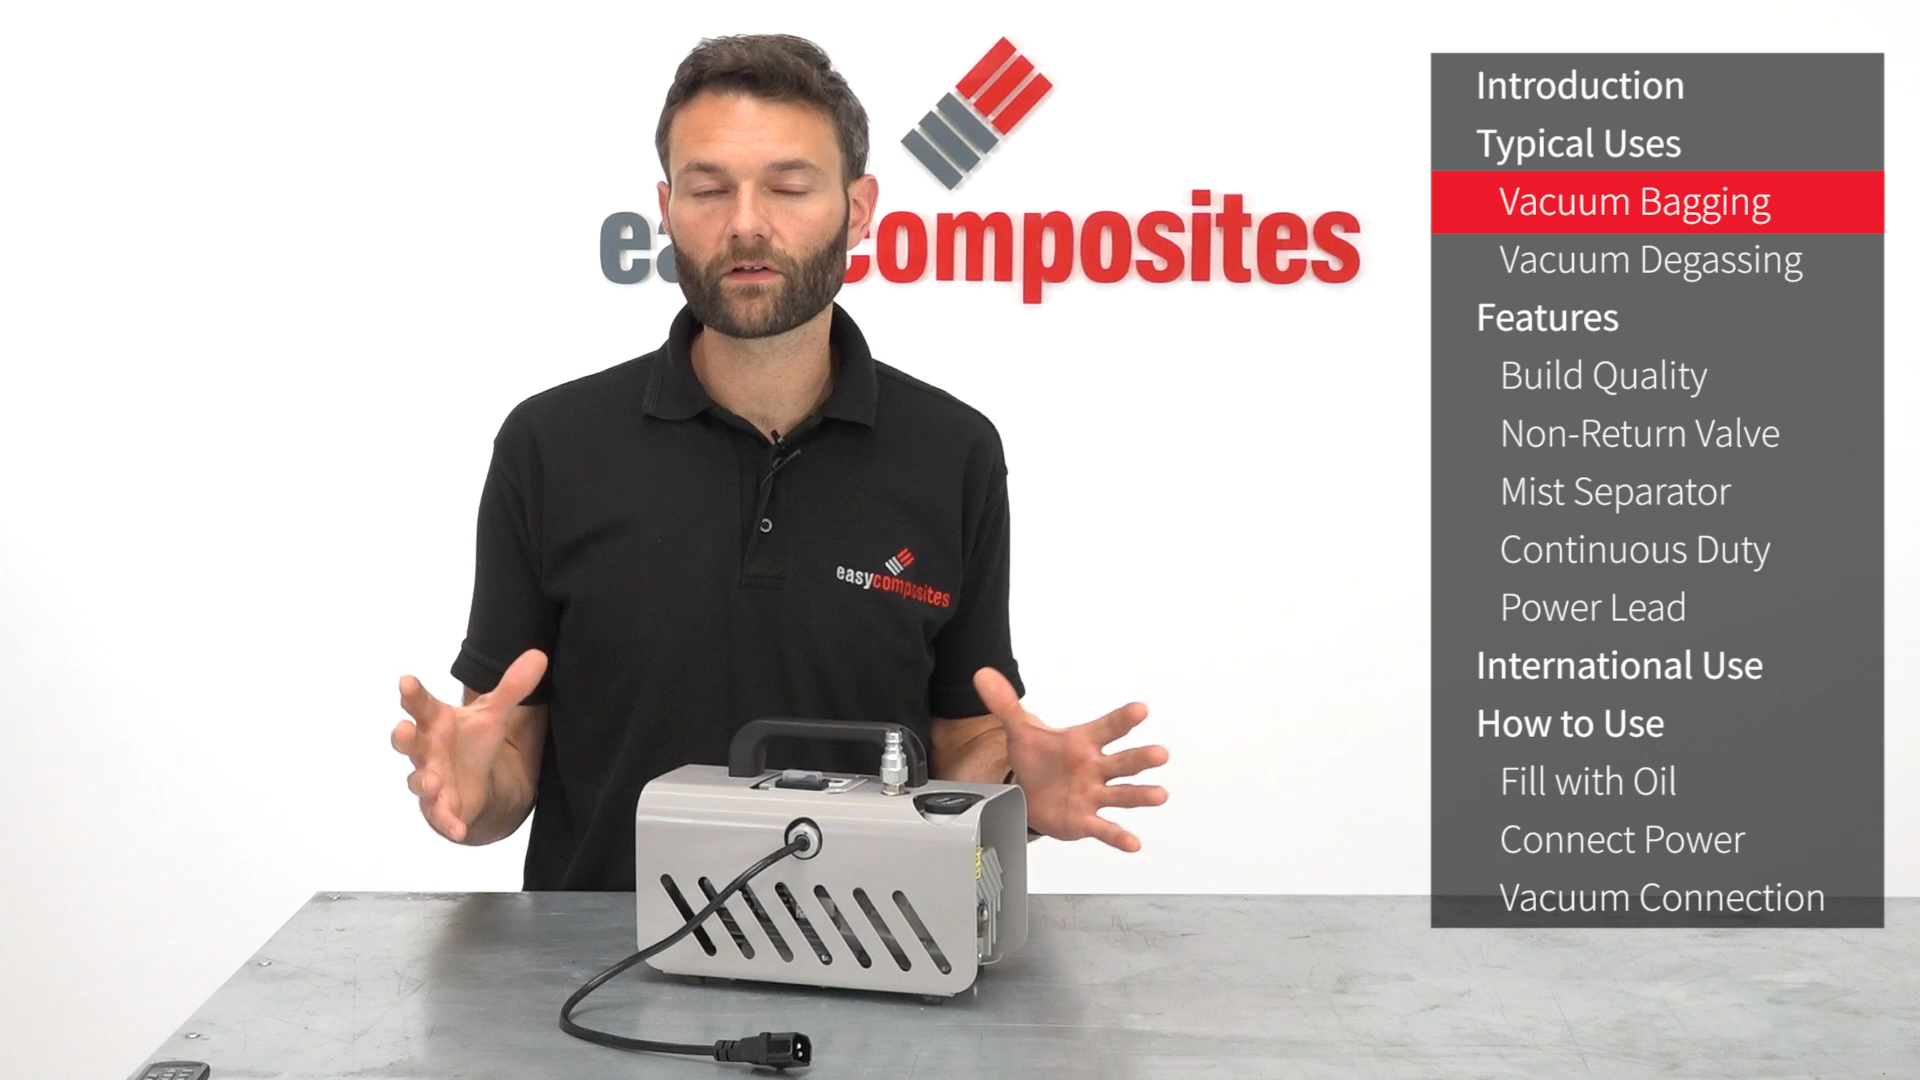 easycomposites
Introduction
Typical Uses
Vacuum Bagging
Vacuum Degassing
Features
Build Quality
Non-Return Valve
Mist Separator
Continuous Duty
Power Lead
International Use
How to Use
Fill with Oil
Connect Power
Vacuum Connection
easycomposites